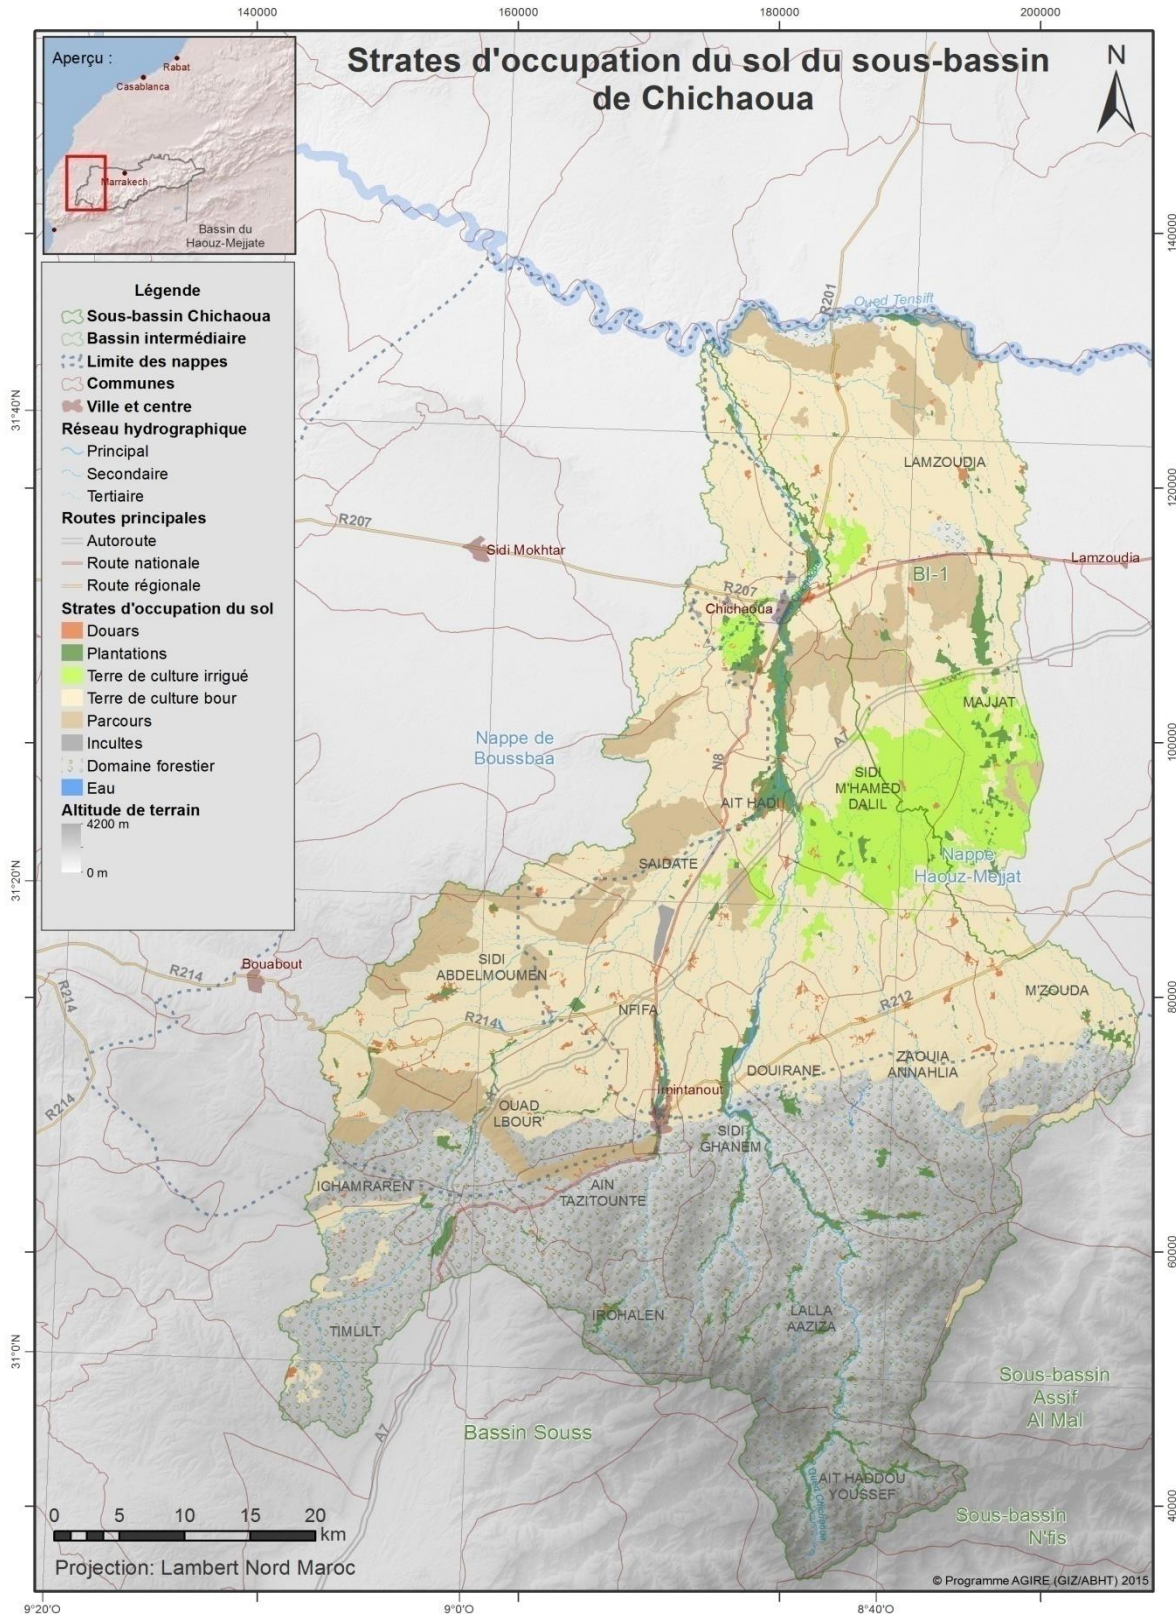 140000
160000
180000
200000
Aperçu :
Rabat
Casablanca
Marrakech
Bassin du
Haouz-Mejjate
Strates d'occupation du sol du sous-bassin
de Chichaoua
N
Légende
Sous-bassin Chichaoua
Bassin intermédiaire
Limite des nappes
Communes
Ville et centre
Réseau hydrographique
Principal
Secondaire
Tertiaire
Routes principales
Autoroute
Route nationale
Route régionale
Strates d'occupation du sol
Douars
Plantations
Terre de culture irrigué
Terre de culture bour
Parcours
Incultes
Domaine forestier
Eau
Altitude de terrain
4200 m
0 m
140000
R201
Oued Tensift
31°40'N
LAMZOUDJA
120000
R207
Sidi Mokhtar
Lamzoudia
BI-1
R207
Chichaoua
MAJJAT
Nappe de
Boussbaa
100000
N8
A7
SIDI
M'HAMED
DALIL
AIT HADI
Nappe
Haouz-Mejjat
SAIDATE
31°20'N
SIDI
ABDELMOUMEN
Bouabout
R214
R214
R214
R214
NFIFA
R212
M'ZOUDA
80000
ZAOUIA
ANNAHLIA
DOUIRANE
Imintanout
A7
OUAD
LBOUR'
SIDI
GHANEM
ICHAMRAREN
AIN
TAZITOUNTE
60000
IROHALEN
LALLA
AAZIZA
TIMLILT
31°0'N
Sous-bassin
Assif
Al Mal
Bassin Souss
A7
AIT HADDOU
YOUSSEF
Sous-bassin
N'fis
40000
0 5 10 15 20
km
Projection: Lambert Nord Maroc
© Programme AGIRE (GIZ/ABHT) 2015
9°20'O
9°0'O
8°40'O